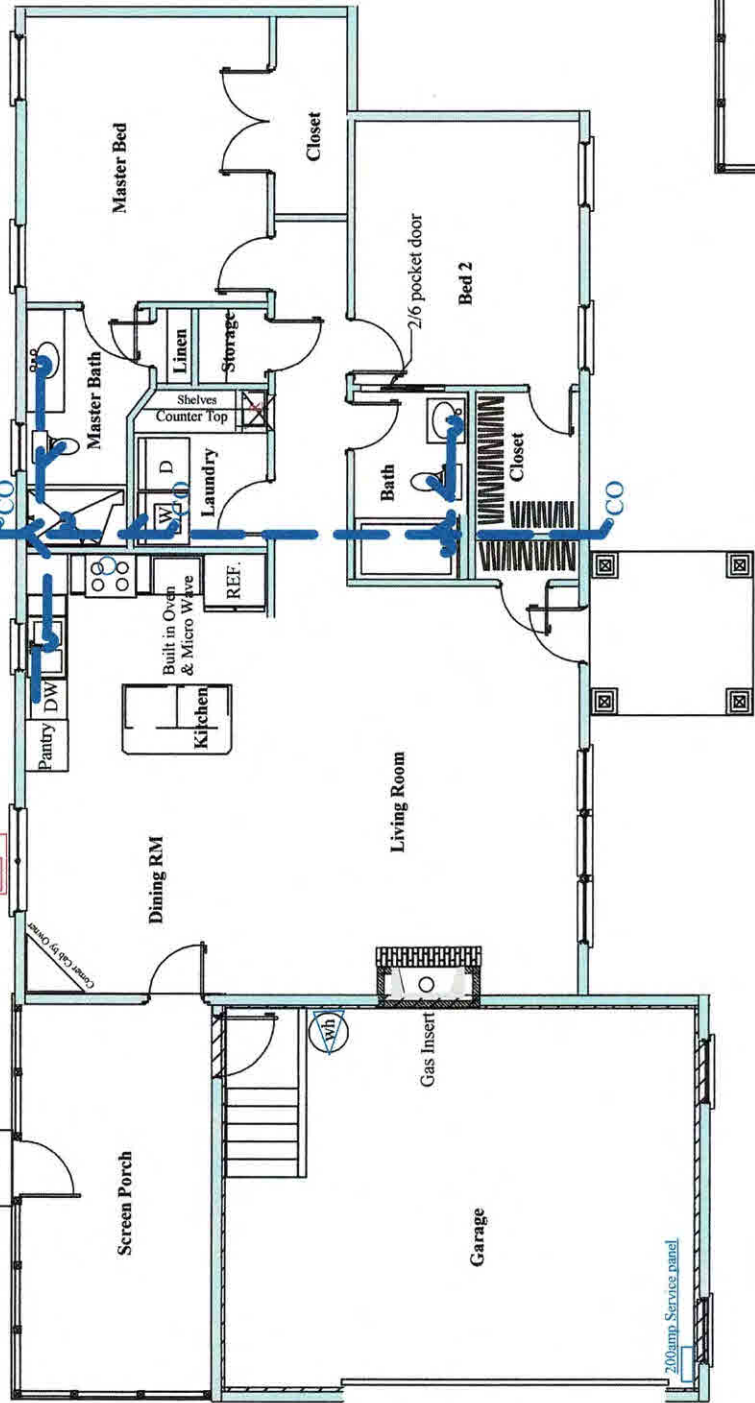 Master Bed
Closet
Master Bath
Linen
Storage
Shelves
Counter Top
D
W
Laundry
2/6 pocket door
Bed 2
Bath
Closet
CO
CO
CO
Built in Oven
& Micro Wave
REF.
DW
Pantry
Kitchen
Dining RM
Living Room
Corner Cab by Owner
Gas Insert
wh
Screen Porch
Garage
200amp Service panel